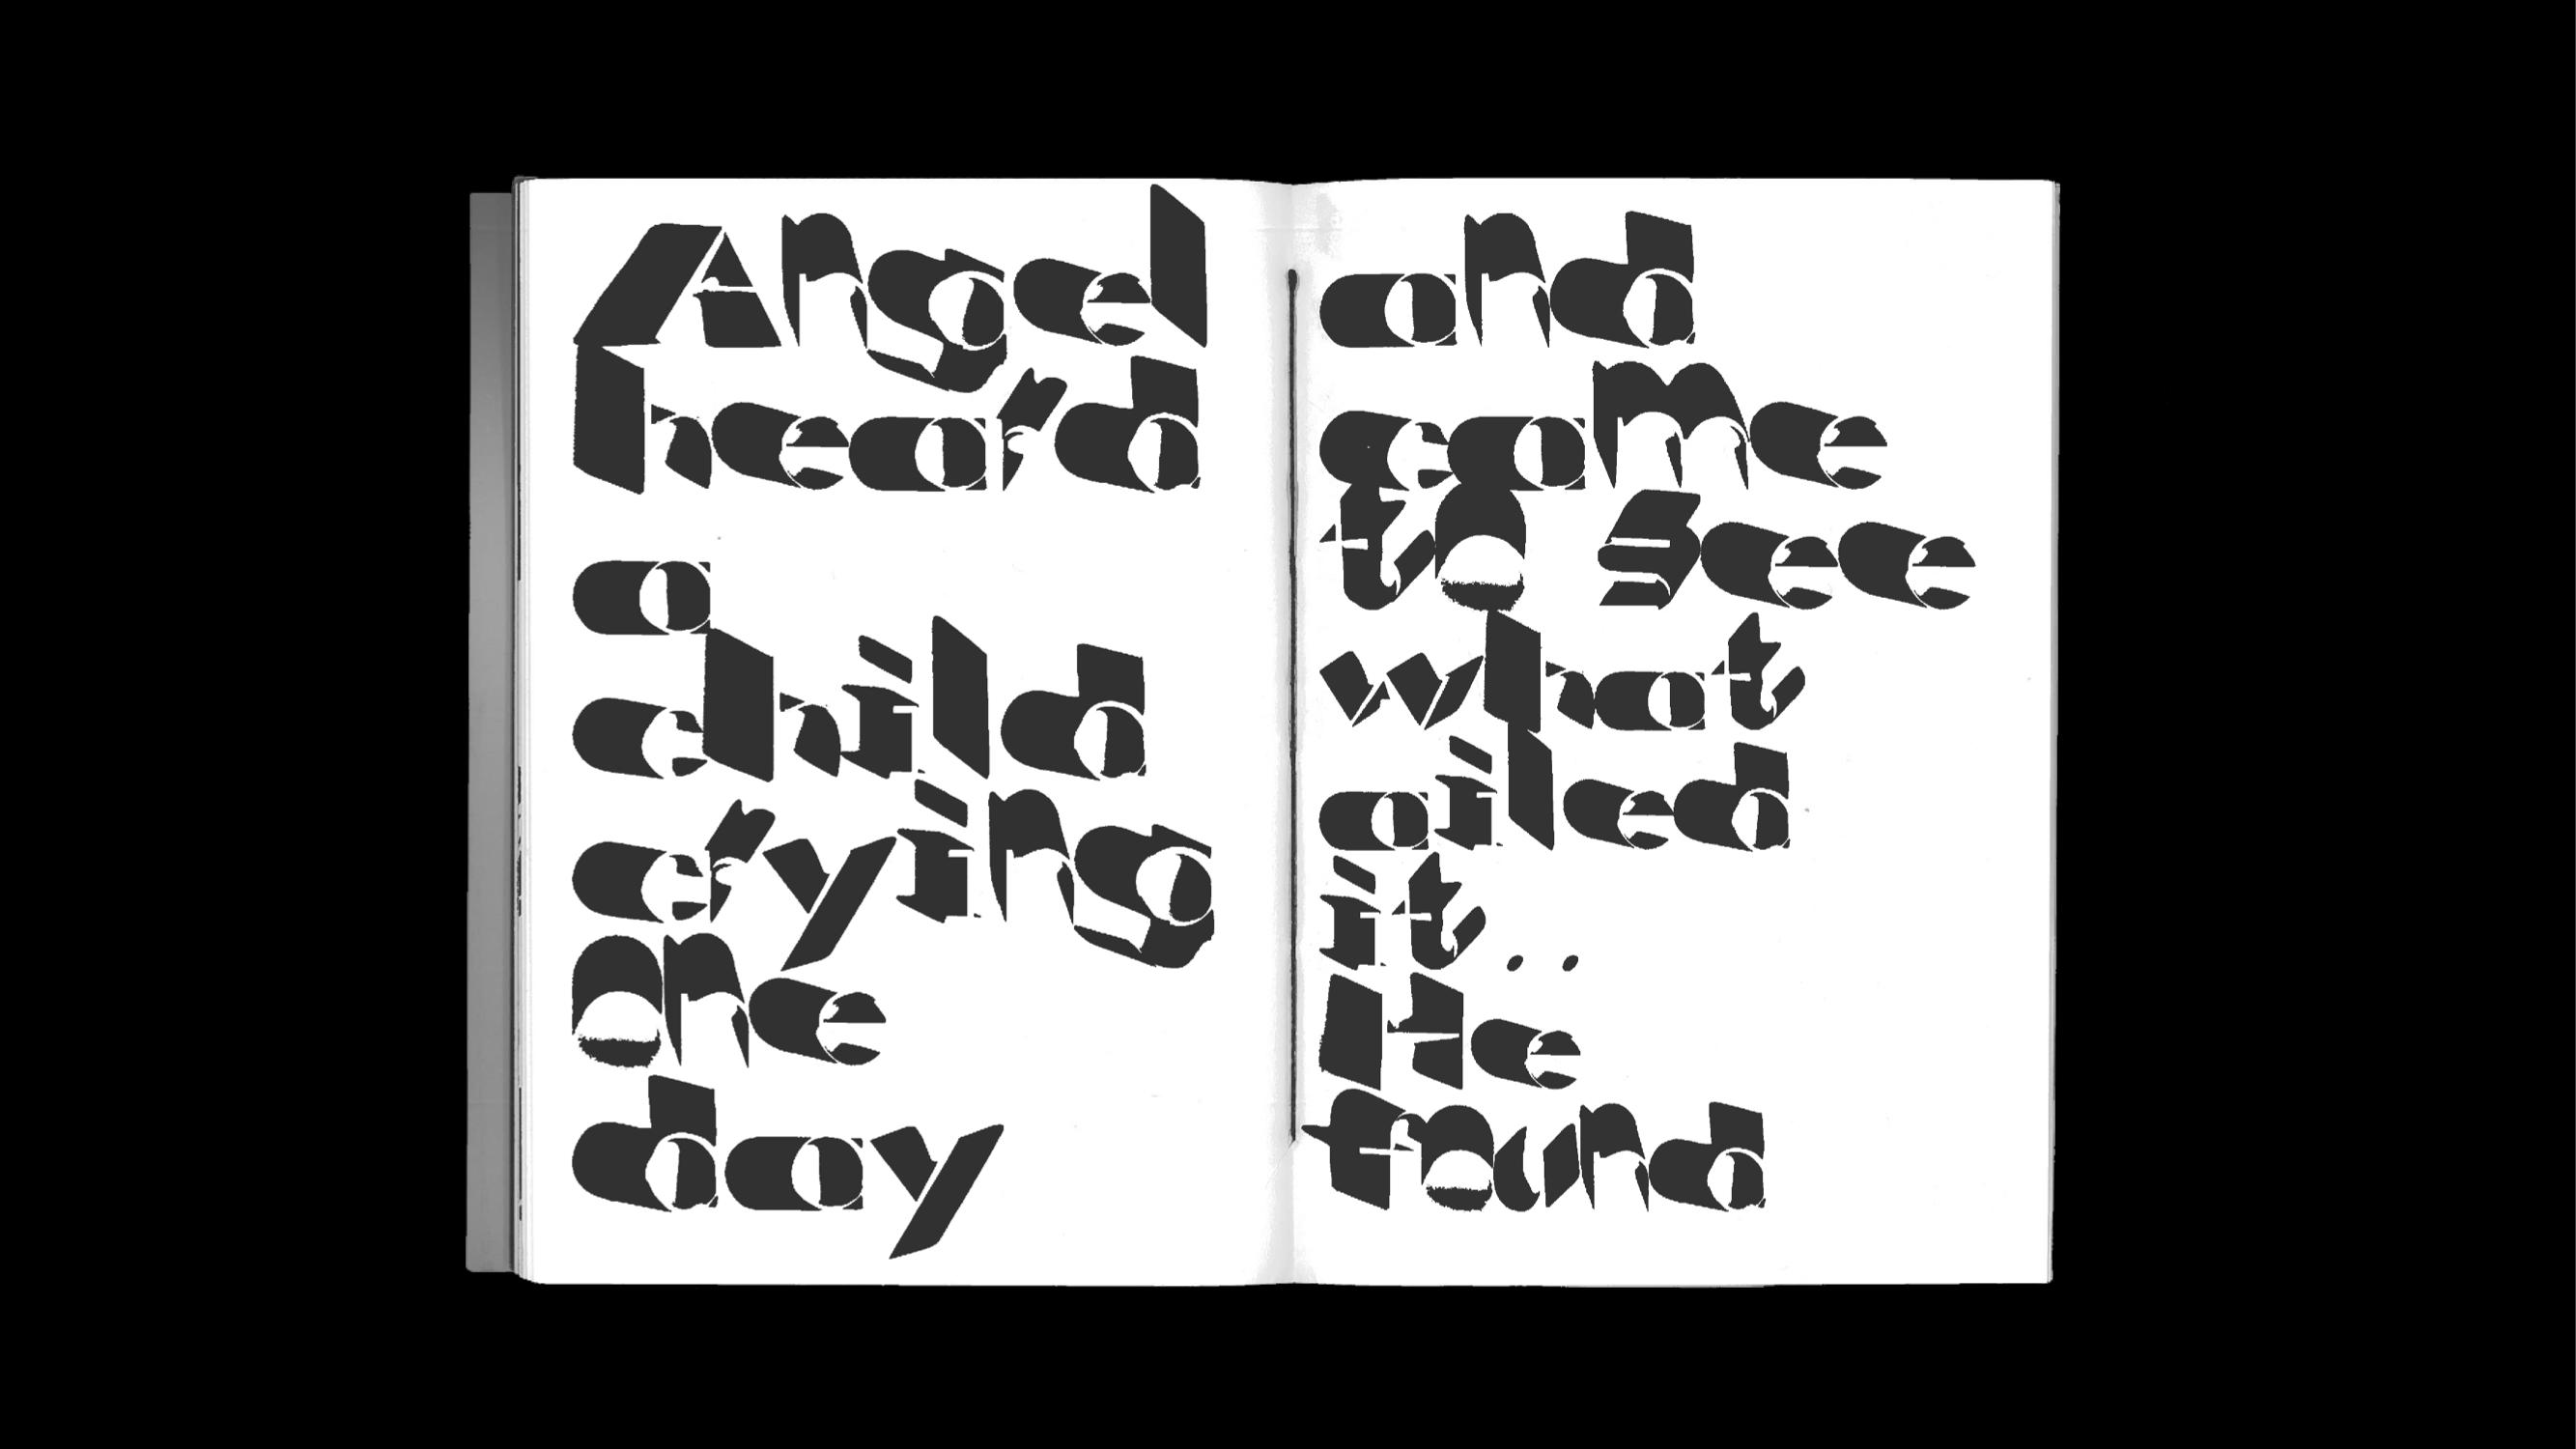 Angel
heard
a
child
crying
one
day
and
came
to see
what
ailed
it..
He
found